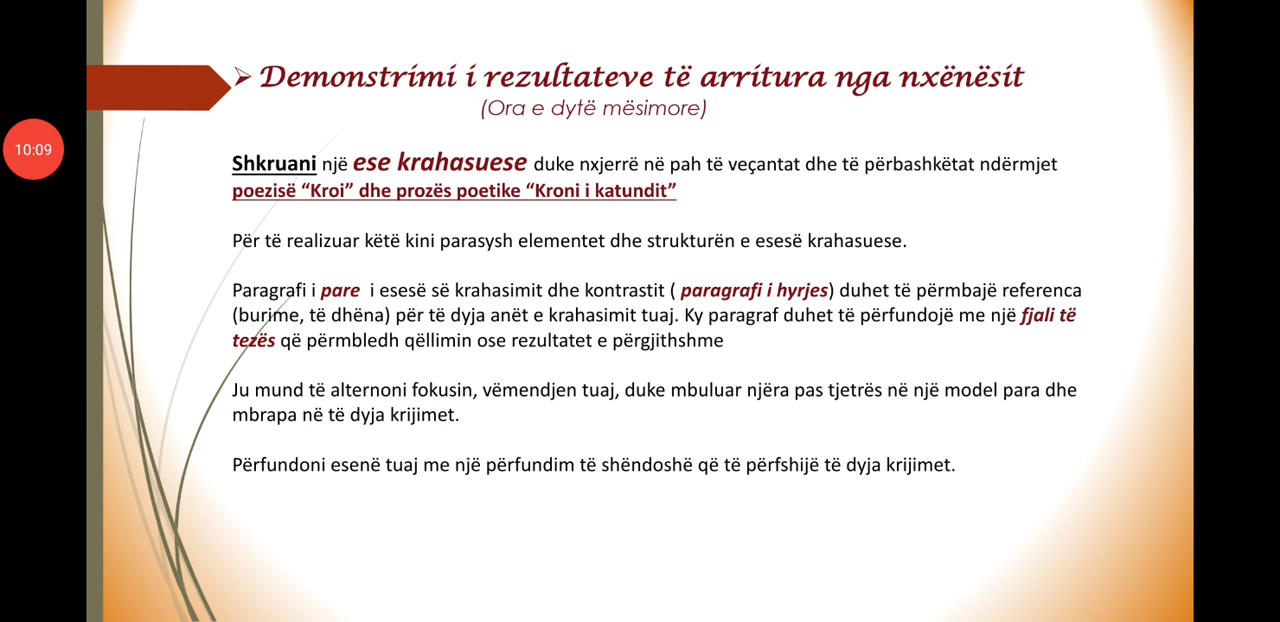 Demonstrimi i rezultateve të arritura nga nxënësit
(Ora e dytë mësimore)
10:09
Shkruani një ese krahasuese duke nxjerrë në pah të veçantat dhe të përbashkëtat ndërmjet
poezisë “Kroi” dhe prozës poetike “Kroni i katundit”
Për të realizuar këtë kini parasysh elementet dhe strukturën e esesë krahasuese.
Paragrafi i pare i esesë së krahasimit dhe kontrastit ( paragrafi i hyrjes) duhet të përmbajë referenca
(burime, të dhëna) për të dyja anët e krahasimit tuaj. Ky paragraf duhet të përfundojë me një fjali të
tezës që përmbledh qëllimin ose rezultatet e përgjithshme
Ju mund të alternoni fokusin, vëmendjen tuaj, duke mbuluar njëra pas tjetrës në një model para dhe
mbrapa në të dyja krijimet.
Përfundoni esenë tuaj me një përfundim të shëndoshë që të përfshijë të dyja krijimet.